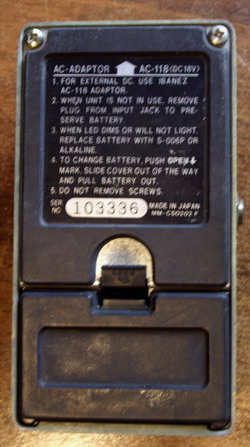 AC-ADAPTOR AC-118 (DC18V)
1. FOR EXTERNAL DC. USE IBANEZ
AC-118 ADAPTOR.
2. WHEN UNIT IS NOT IN USE, REMOVE
PLUG FROM INPUT JACK TO PRE-
SERVE BATTERY.
3. WHEN LED DIMS OR WILL NOT LIGHT,
REPLACE BATTERY WITH S-006P OR
ALKALINE.
4. TO CHANGE BATTERY, PUSH OPEN
MARK. SLIDE COVER OUT OF THE WAY
AND PULL BATTERY OUT.
5. DO NOT REMOVE SCREWS.
SER. NO 103336 MADE IN JAPAN